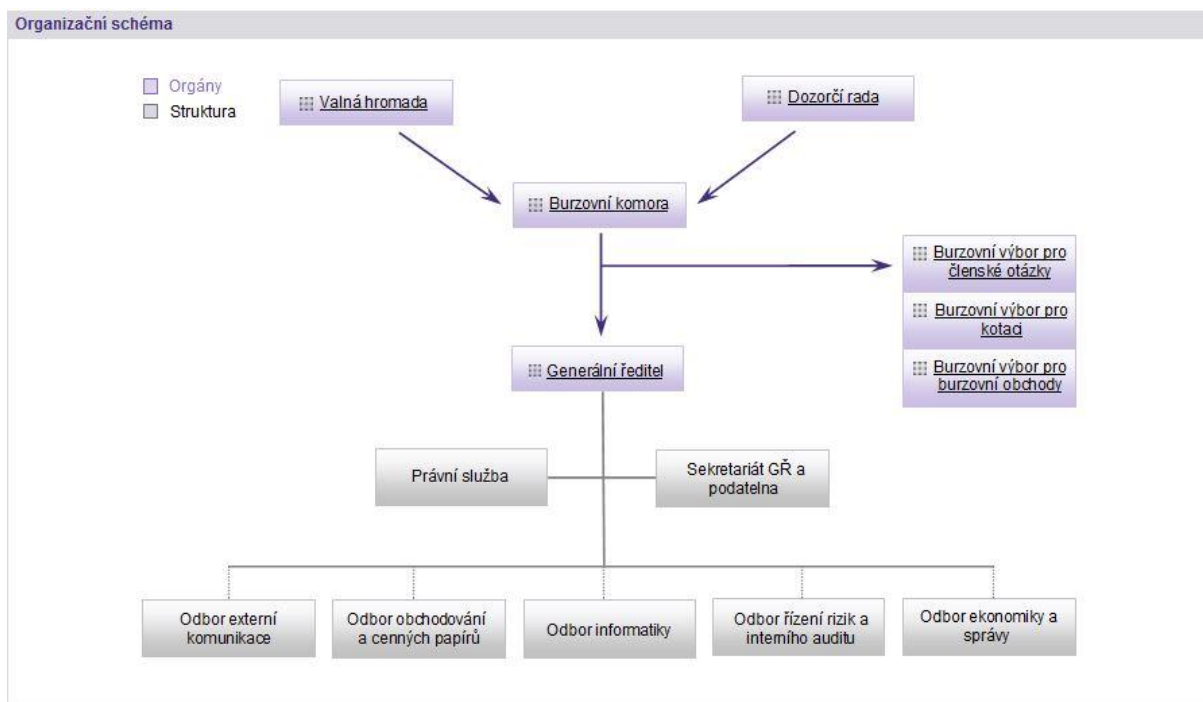 Organizační schéma
Orgány
Struktura
Valná hromada
Dozorčí rada
Burzovní komora
Burzovní výbor pro
členské otázky
Burzovní výbor pro
kotaci
Burzovní výbor pro
burzovní obchody
Generální ředitel
Právní služba
Sekretariát GŘ a
podatelna
Odbor externí
komunikace
Odbor obchodování
a cenných papírů
Odbor informatiky
Odbor řízení rizik a
interního auditu
Odbor ekonomiky a
správy